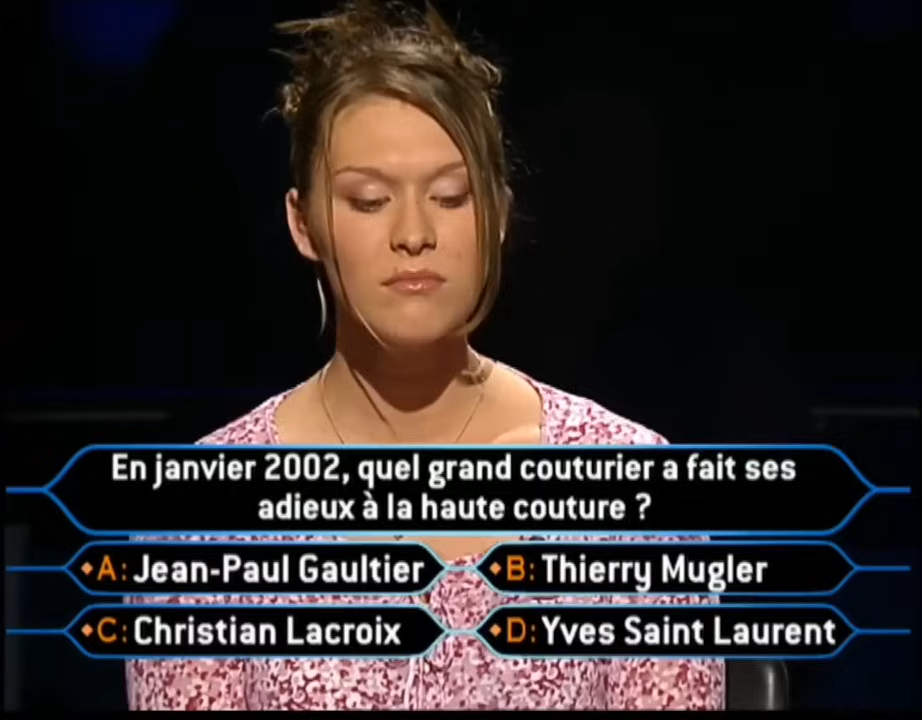 En janvier 2002, quel grand couturier a fait ses
adieux à la haute couture ?
A: Jean-Paul Gaultier
B: Thierry Mugler
C: Christian Lacroix
D: Yves Saint Laurent